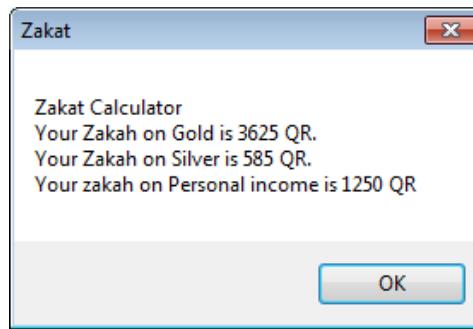 Zakat
Zakat Calculator
Your Zakah on Gold is 3625 QR.
Your Zakah on Silver is 585 QR.
Your zakah on Personal income is 1250 QR
OK